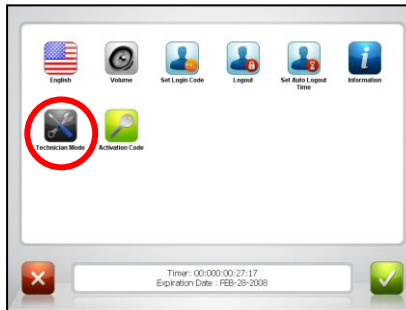 English
Volume
Set Login Code
Logout
Set Auto Logout
Time
Information
Technician Mode
Activation Code
Timer: 00:000:00:27:17
Expiration Date : FEB-28-2008